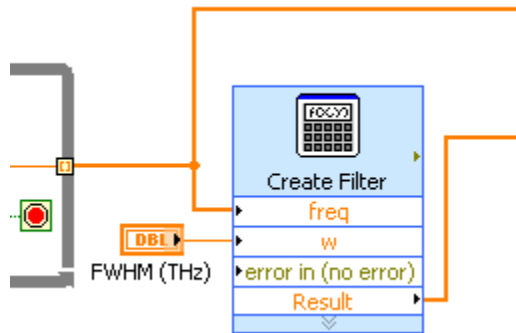 f(X,Y)
Create Filter
freq
DBL
w
FWHM (THz)
error in (no error)
Result